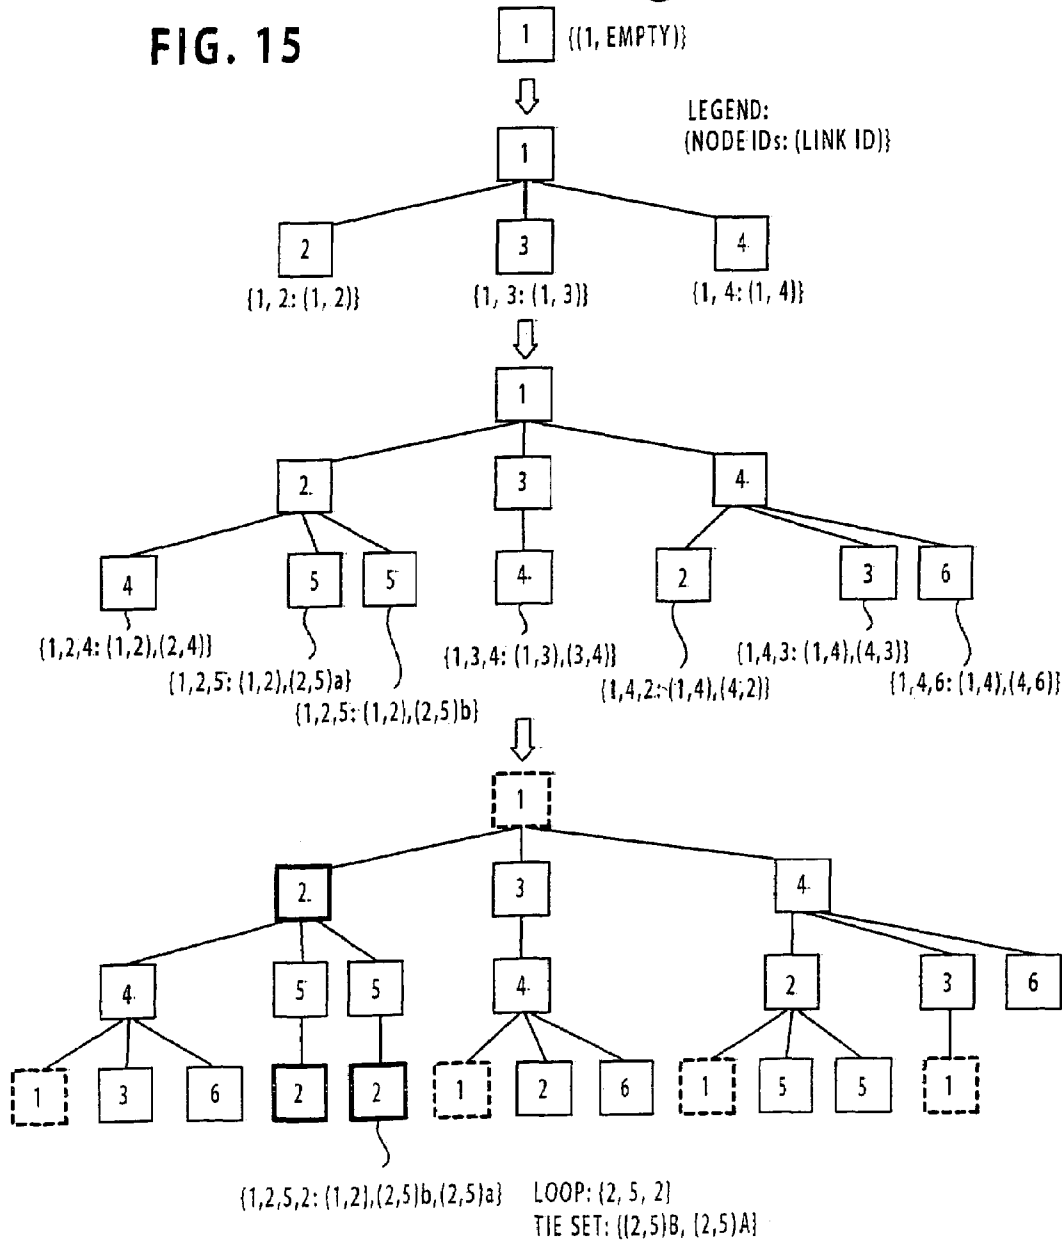 FIG. 15
1 {(1, EMPTY)}
LEGEND:
(NODE IDs: (LINK ID)}
1
2 3 4
{1, 2: (1, 2)} {1, 3: (1, 3)} {1, 4: (1, 4)}
1
2 3 4
4 5 5 4 2 3 6
{1,2,4: (1,2),(2,4)} {1,3,4: (1,3),(3,4)} {1,4,3: (1,4),(4,3)}
{1,2,5: (1,2),(2,5)a} {1,4,2: (1,4),(4,2)} {1,4,6: (1,4),(4,6)}
{1,2,5: (1,2),(2,5)b}
1
2 3 4
4 5 5 4 2 3 6
1 3 6 2 2 1 2 6 1 5 5 1
{1,2,5,2: (1,2),(2,5)b,(2,5)a} LOOP: {2, 5, 2}
TIE SET: {(2,5)B, (2,5)A}